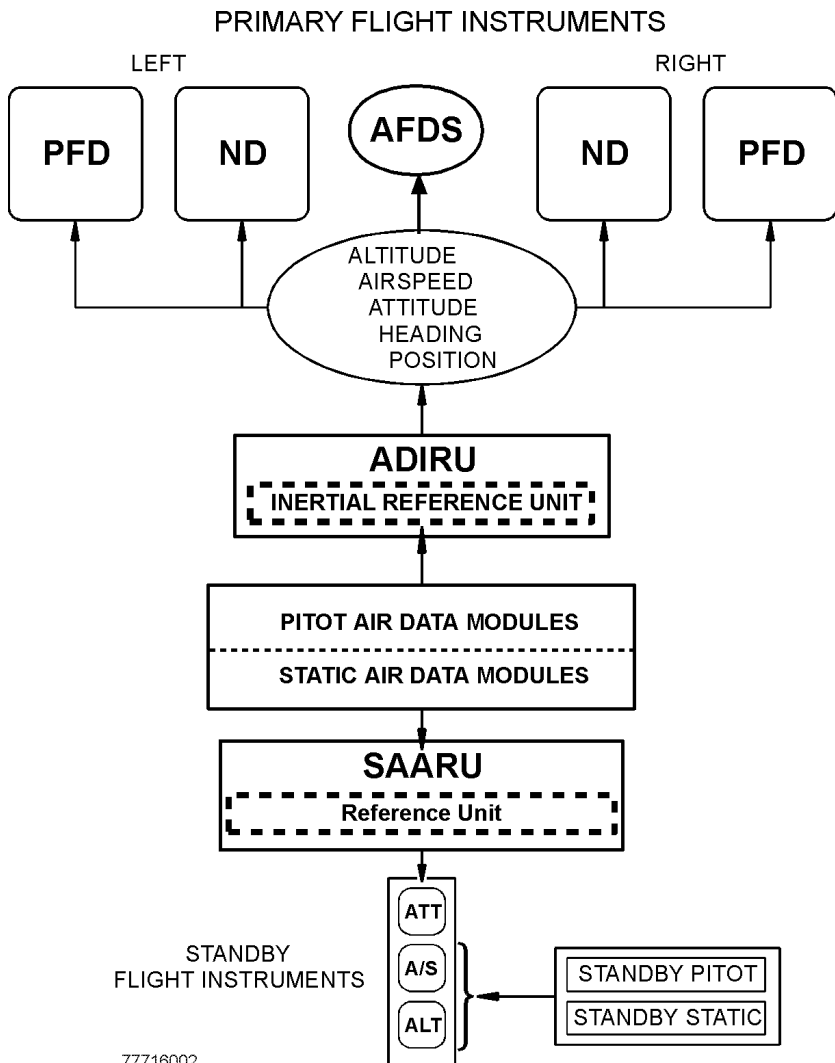 PRIMARY FLIGHT INSTRUMENTS
LEFT
RIGHT
PFD
ND
AFDS
ND
PFD
ALTITUDE
AIRSPEED
ATTITUDE
HEADING
POSITION
ADIRU
INERTIAL REFERENCE UNIT
PITOT AIR DATA MODULES
STATIC AIR DATA MODULES
SAARU
Reference Unit
STANDBY
FLIGHT INSTRUMENTS
ATT
A/S
ALT
STANDBY PITOT
STANDBY STATIC
77716002